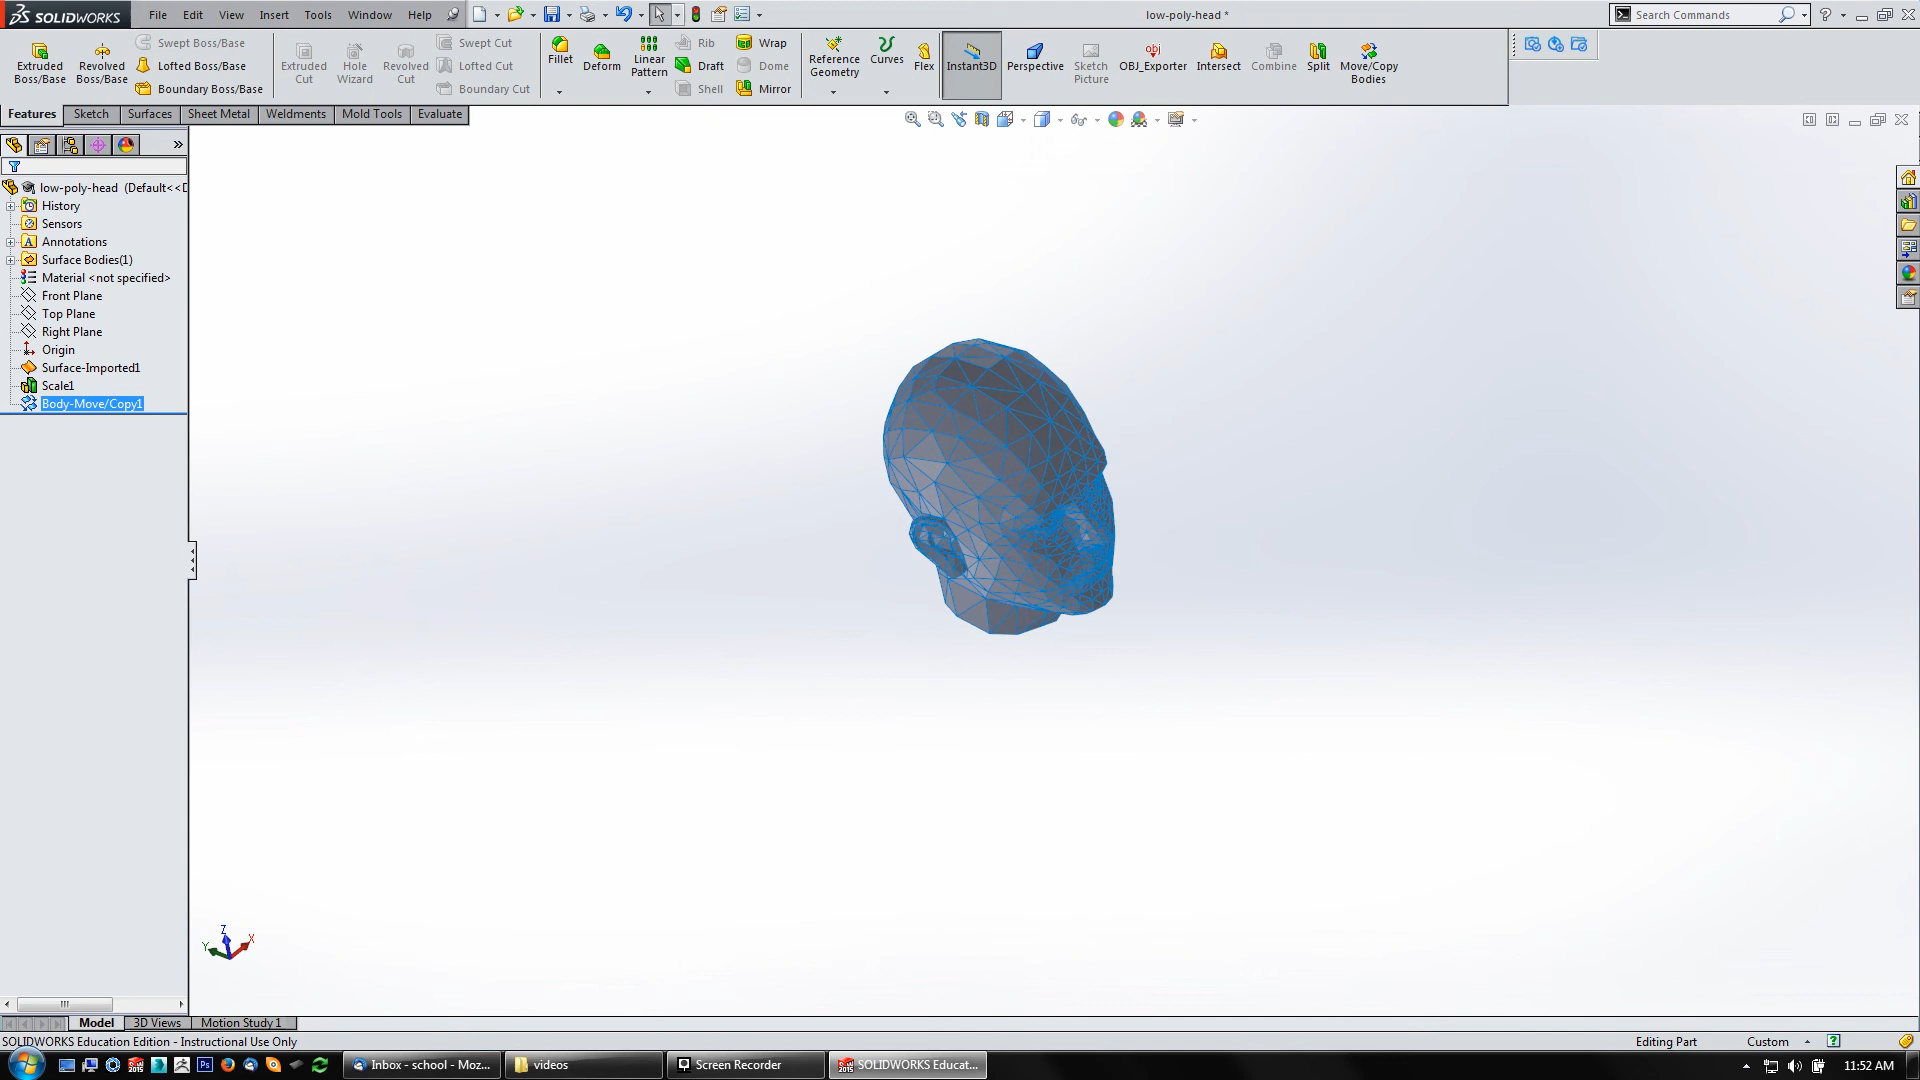 SOLIDWORKS File Edit View Insert Tools Window Help low-poly-head * Search Commands
Extruded Boss/Base
Revolved Boss/Base
Swept Boss/Base
Lofted Boss/Base
Boundary Boss/Base
Extruded Cut
Hole Wizard
Revolved Cut
Swept Cut
Lofted Cut
Boundary Cut
Fillet
Deform
Linear Pattern
Rib
Draft
Shell
Wrap
Dome
Mirror
Reference Geometry
Curves
Flex
Instant3D
Perspective
Sketch Picture
obj
OBJ_Exporter
Intersect
Combine
Split
Move/Copy Bodies
Features Sketch Surfaces Sheet Metal Weldments Mold Tools Evaluate
low-poly-head (Default<<D
History
Sensors
A Annotations
Surface Bodies(1)
Material <not specified>
Front Plane
Top Plane
Right Plane
Origin
Surface-Imported1
Scale1
Body-Move/Copy1
Z
Y X
Model 3D Views Motion Study 1
SOLIDWORKS Education Edition - Instructional Use Only Editing Part Custom
Inbox - school - Moz... videos Screen Recorder SOLIDWORKS Educat... 11:52 AM